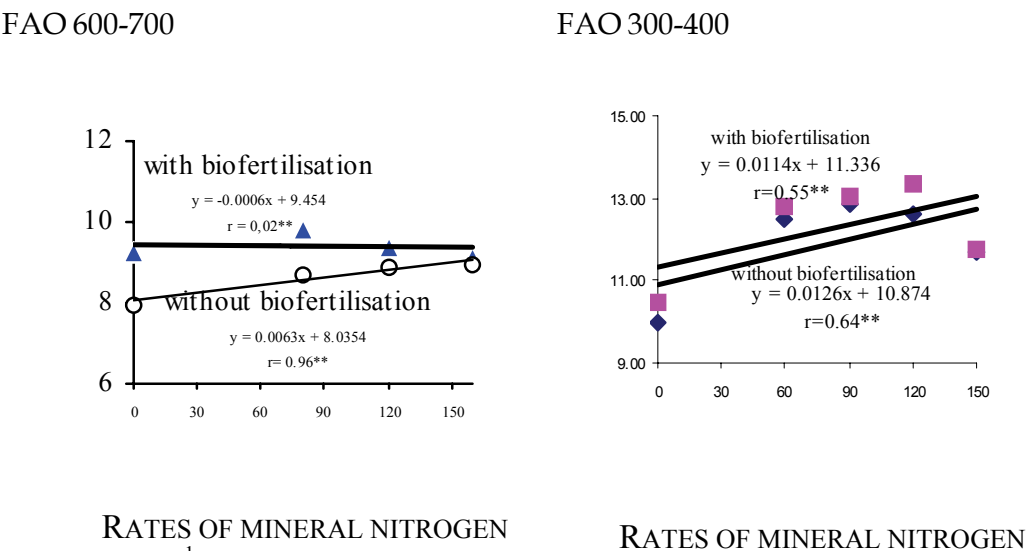 FAO 600-700
FAO 300-400
12
10
8
6
with biofertilisation
y = -0.0006x + 9.454
r = 0,02**
without biofertilisation
y = 0.0063x + 8.0354
r= 0.96**
0 30 60 90 120 150
RATES OF MINERAL NITROGEN
15.00
13.00
11.00
9.00
with biofertilisation
y = 0.0114x + 11.336
r=0.55**
without biofertilisation
y = 0.0126x + 10.874
r=0.64**
0 30 60 90 120 150
RATES OF MINERAL NITROGEN